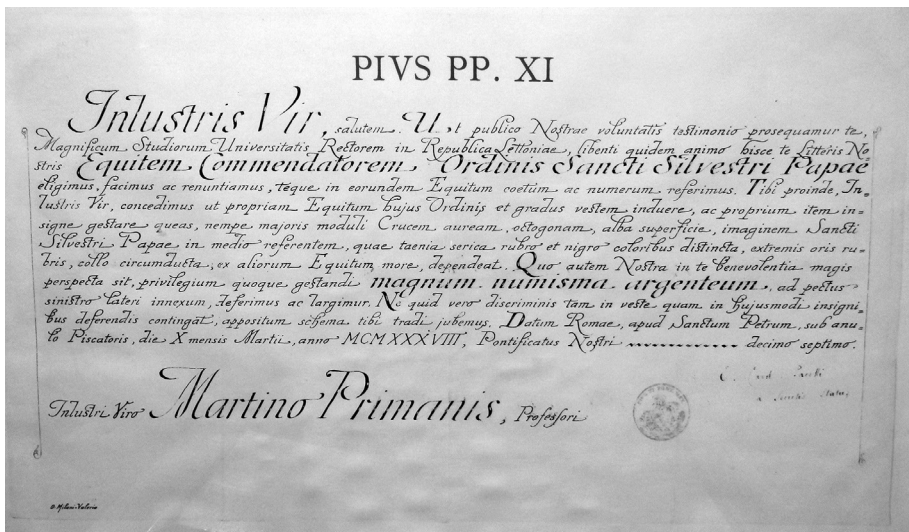 PIVS PP. XI
Inlustris Vir, salutem. Ut publico Nostrae voluntatis testimonio prosequamur te,
Magnificum Studiorum Universitatis Rectorem in Republica Lettoniae, libenti quidem animo hisce te Litteris No
stris Equitem Commendatorem Ordinis Sancti Silvestri Papae
eligimus, facimus ac renuntiamus, teque in eorundem Equitum coetum ac numerum referimus. Tibi proinde, In=
lustris Vir, concedimus ut propriam Equitum hujus Ordinis et gradus vestem induere, ac proprium item in=
signe gestare queas, nempe majoris moduli Crucem auream, octogonam, alba superficie, imaginem Sancti
Silvestri Papae in medio referentem, quae taenia serica rubro et nigro coloribus distincta, extremis oris ru=
bris, collo circumducta, ex aliorum Equitum more, dependeat. Quo autem Nostra in te benevolentia magis
perspecta sit, privilegium quoque gestandi magnum numisma argenteum, ad pectus
sinistro lateri innexum, deferimus ac largimur. Ne quid vero discriminis tam in veste quam in hujusmodi insigni=
bus deferendis contingat, appositum schema tibi tradi jubemus. Datum Romae, apud Sanctum Petrum, sub anu=
lo Piscatoris, die X mensis Martii, anno MCMXXXVIII, Pontificatus Nostri decimo septimo.
Inlustri Viro Martino Primanis, Professori